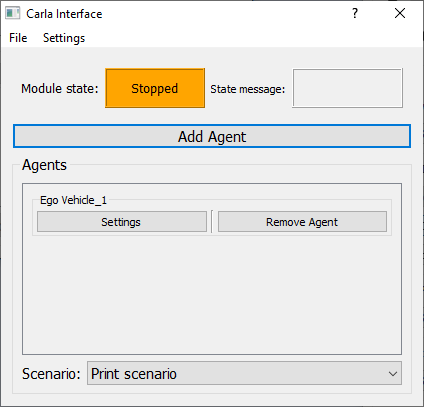 Carla Interface
File Settings
Module state: Stopped State message:
Add Agent
Agents
Ego Vehicle_1
Settings Remove Agent
Scenario: Print scenario